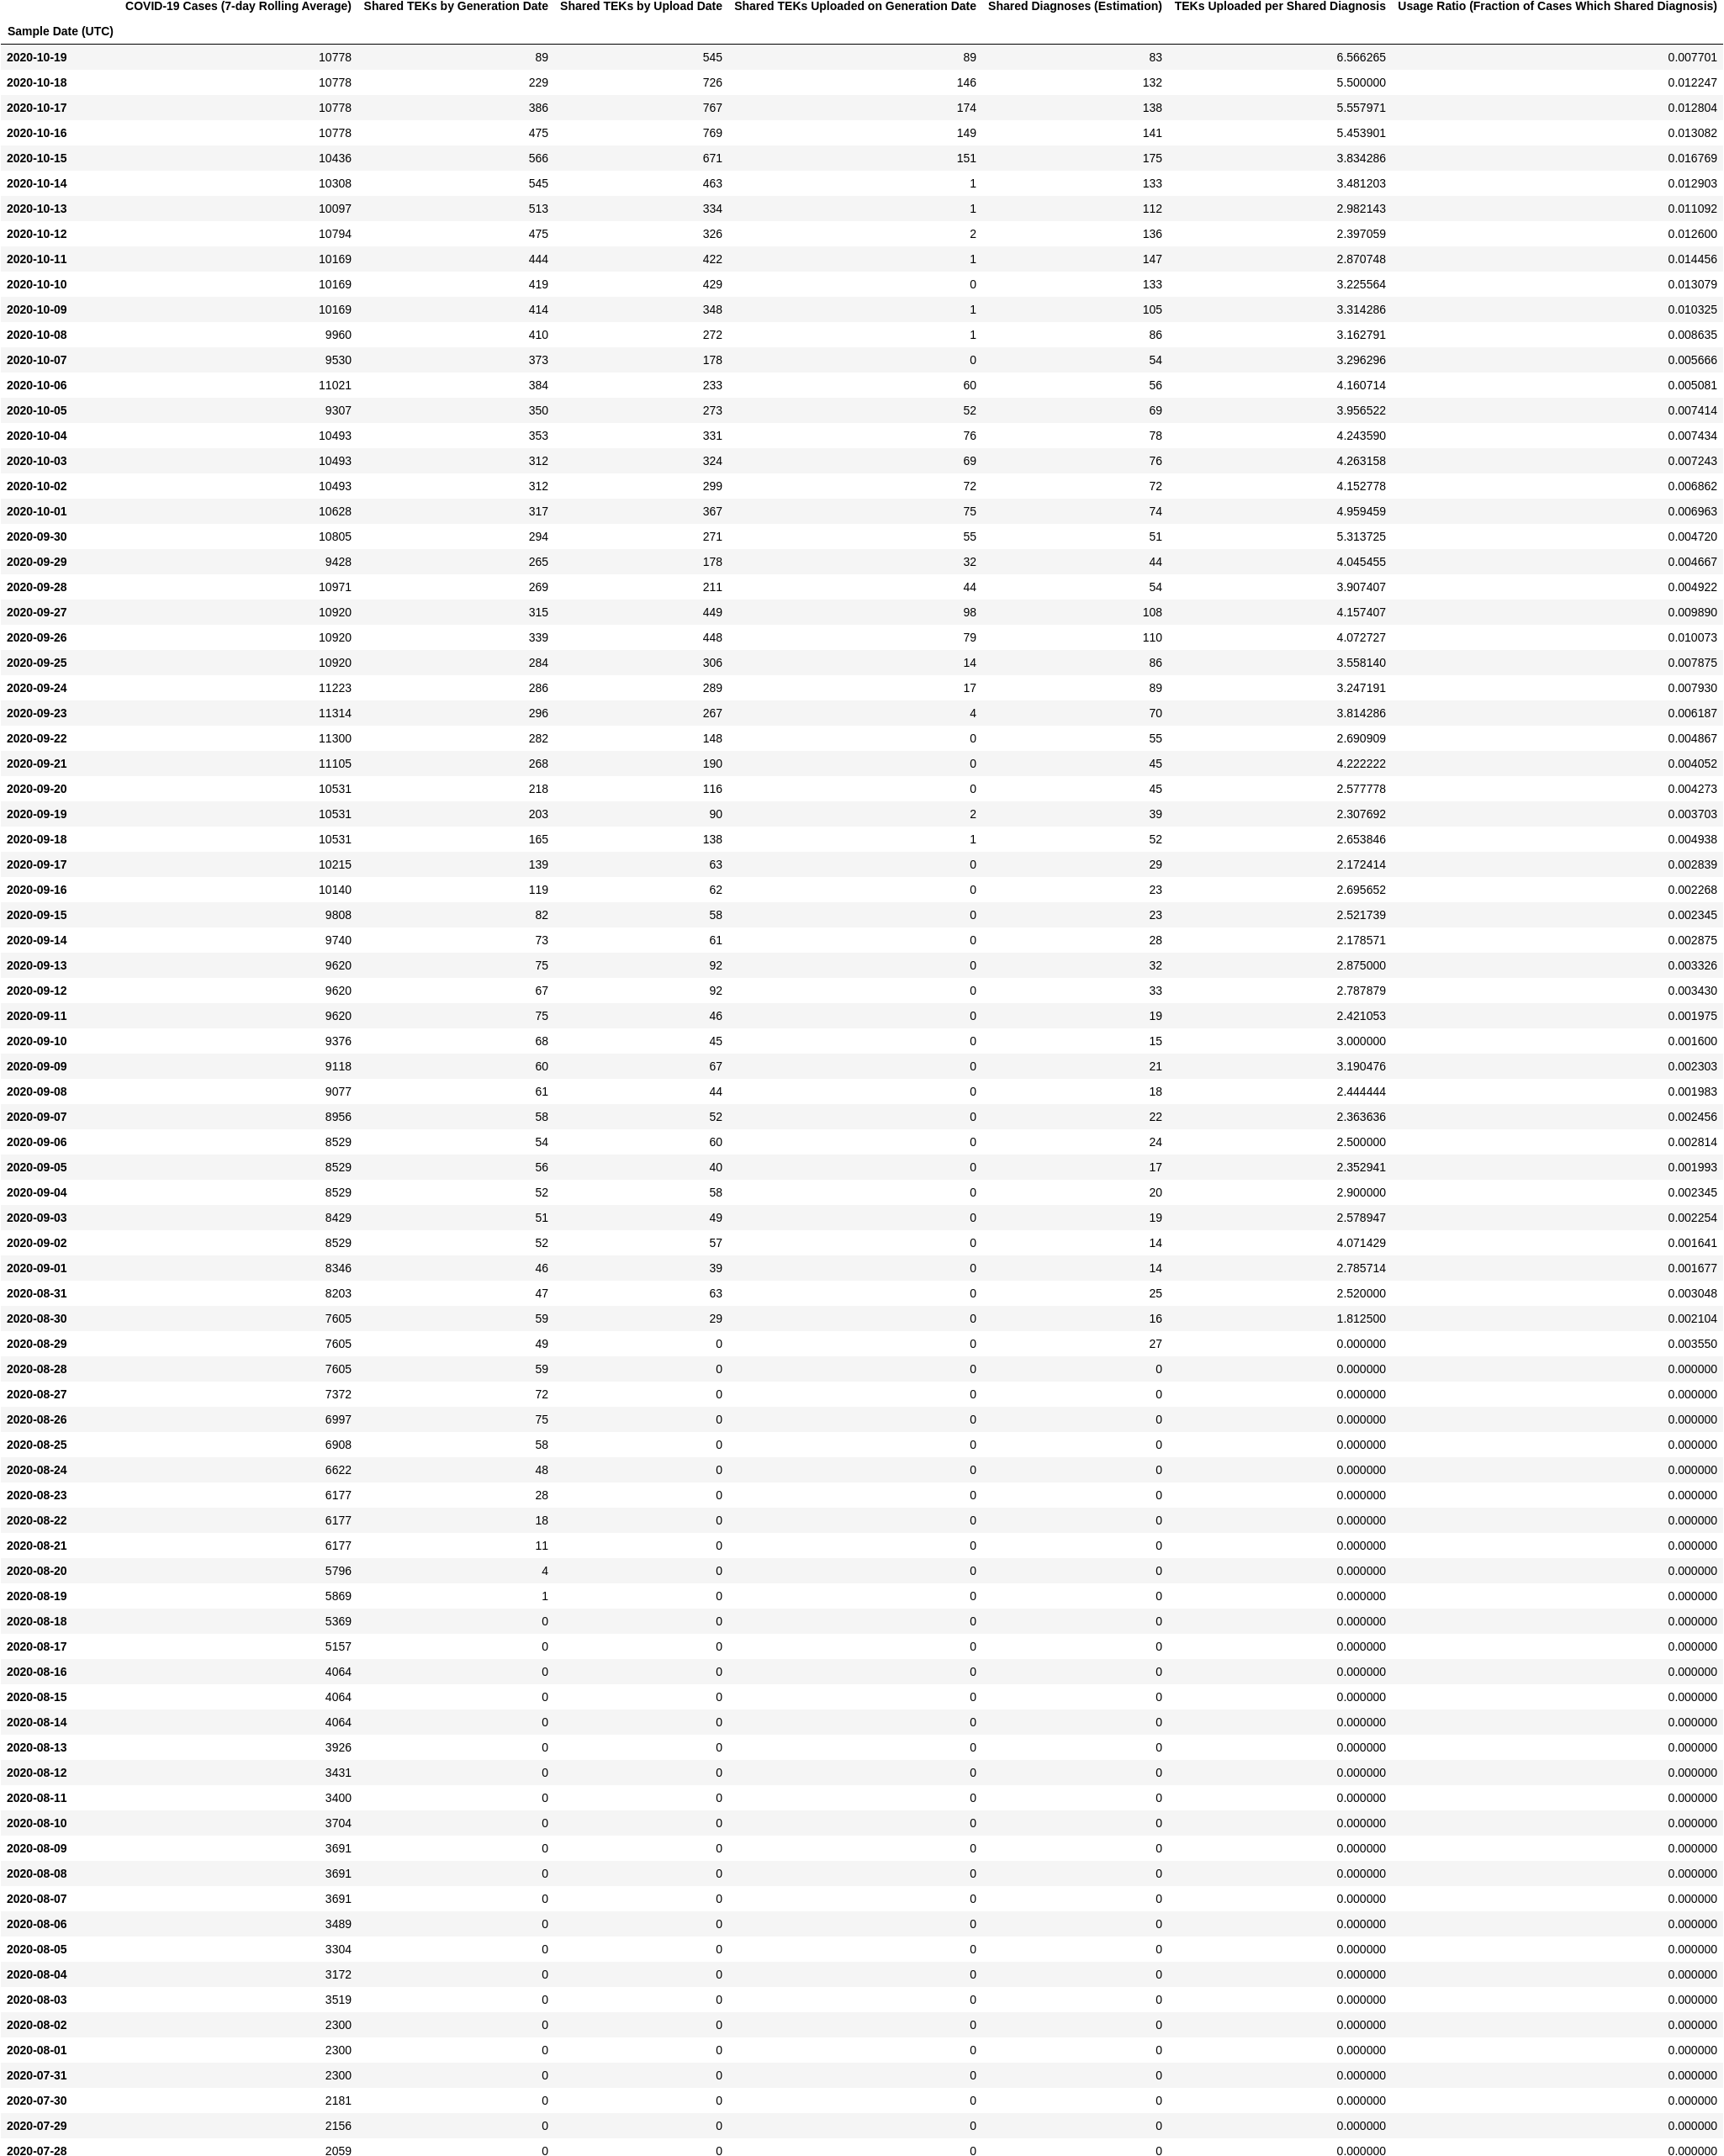 COVID-19 Cases (7-day Rolling Average) Shared TEKs by Generation Date Shared TEKs by Upload Date Shared TEKs Uploaded on Generation Date Shared Diagnoses (Estimation) TEKs Uploaded per Shared Diagnosis Usage Ratio (Fraction of Cases Which Shared Diagnosis)
Sample Date (UTC)
2020-10-19 10778 89 545 89 83 6.566265 0.007701
2020-10-18 10778 229 726 146 132 5.500000 0.012247
2020-10-17 10778 386 767 174 138 5.557971 0.012804
2020-10-16 10778 475 769 149 141 5.453901 0.013082
2020-10-15 10436 566 671 151 175 3.834286 0.016769
2020-10-14 10308 545 463 1 133 3.481203 0.012903
2020-10-13 10097 513 334 1 112 2.982143 0.011092
2020-10-12 10794 475 326 2 136 2.397059 0.012600
2020-10-11 10169 444 422 1 147 2.870748 0.014456
2020-10-10 10169 419 429 0 133 3.225564 0.013079
2020-10-09 10169 414 348 1 105 3.314286 0.010325
2020-10-08 9960 410 272 1 86 3.162791 0.008635
2020-10-07 9530 373 178 0 54 3.296296 0.005666
2020-10-06 11021 384 233 60 56 4.160714 0.005081
2020-10-05 9307 350 273 52 69 3.956522 0.007414
2020-10-04 10493 353 331 76 78 4.243590 0.007434
2020-10-03 10493 312 324 69 76 4.263158 0.007243
2020-10-02 10493 312 299 72 72 4.152778 0.006862
2020-10-01 10628 317 367 75 74 4.959459 0.006963
2020-09-30 10805 294 271 55 51 5.313725 0.004720
2020-09-29 9428 265 178 32 44 4.045455 0.004667
2020-09-28 10971 269 211 44 54 3.907407 0.004922
2020-09-27 10920 315 449 98 108 4.157407 0.009890
2020-09-26 10920 339 448 79 110 4.072727 0.010073
2020-09-25 10920 284 306 14 86 3.558140 0.007875
2020-09-24 11223 286 289 17 89 3.247191 0.007930
2020-09-23 11314 296 267 4 70 3.814286 0.006187
2020-09-22 11300 282 148 0 55 2.690909 0.004867
2020-09-21 11105 268 190 0 45 4.222222 0.004052
2020-09-20 10531 218 116 0 45 2.577778 0.004273
2020-09-19 10531 203 90 2 39 2.307692 0.003703
2020-09-18 10531 165 138 1 52 2.653846 0.004938
2020-09-17 10215 139 63 0 29 2.172414 0.002839
2020-09-16 10140 119 62 0 23 2.695652 0.002268
2020-09-15 9808 82 58 0 23 2.521739 0.002345
2020-09-14 9740 73 61 0 28 2.178571 0.002875
2020-09-13 9620 75 92 0 32 2.875000 0.003326
2020-09-12 9620 67 92 0 33 2.787879 0.003430
2020-09-11 9620 75 46 0 19 2.421053 0.001975
2020-09-10 9376 68 45 0 15 3.000000 0.001600
2020-09-09 9118 60 67 0 21 3.190476 0.002303
2020-09-08 9077 61 44 0 18 2.444444 0.001983
2020-09-07 8956 58 52 0 22 2.363636 0.002456
2020-09-06 8529 54 60 0 24 2.500000 0.002814
2020-09-05 8529 56 40 0 17 2.352941 0.001993
2020-09-04 8529 52 58 0 20 2.900000 0.002345
2020-09-03 8429 51 49 0 19 2.578947 0.002254
2020-09-02 8529 52 57 0 14 4.071429 0.001641
2020-09-01 8346 46 39 0 14 2.785714 0.001677
2020-08-31 8203 47 63 0 25 2.520000 0.003048
2020-08-30 7605 59 29 0 16 1.812500 0.002104
2020-08-29 7605 49 0 0 27 0.000000 0.003550
2020-08-28 7605 59 0 0 0 0.000000 0.000000
2020-08-27 7372 72 0 0 0 0.000000 0.000000
2020-08-26 6997 75 0 0 0 0.000000 0.000000
2020-08-25 6908 58 0 0 0 0.000000 0.000000
2020-08-24 6622 48 0 0 0 0.000000 0.000000
2020-08-23 6177 28 0 0 0 0.000000 0.000000
2020-08-22 6177 18 0 0 0 0.000000 0.000000
2020-08-21 6177 11 0 0 0 0.000000 0.000000
2020-08-20 5796 4 0 0 0 0.000000 0.000000
2020-08-19 5869 1 0 0 0 0.000000 0.000000
2020-08-18 5369 0 0 0 0 0.000000 0.000000
2020-08-17 5157 0 0 0 0 0.000000 0.000000
2020-08-16 4064 0 0 0 0 0.000000 0.000000
2020-08-15 4064 0 0 0 0 0.000000 0.000000
2020-08-14 4064 0 0 0 0 0.000000 0.000000
2020-08-13 3926 0 0 0 0 0.000000 0.000000
2020-08-12 3431 0 0 0 0 0.000000 0.000000
2020-08-11 3400 0 0 0 0 0.000000 0.000000
2020-08-10 3704 0 0 0 0 0.000000 0.000000
2020-08-09 3691 0 0 0 0 0.000000 0.000000
2020-08-08 3691 0 0 0 0 0.000000 0.000000
2020-08-07 3691 0 0 0 0 0.000000 0.000000
2020-08-06 3489 0 0 0 0 0.000000 0.000000
2020-08-05 3304 0 0 0 0 0.000000 0.000000
2020-08-04 3172 0 0 0 0 0.000000 0.000000
2020-08-03 3519 0 0 0 0 0.000000 0.000000
2020-08-02 2300 0 0 0 0 0.000000 0.000000
2020-08-01 2300 0 0 0 0 0.000000 0.000000
2020-07-31 2300 0 0 0 0 0.000000 0.000000
2020-07-30 2181 0 0 0 0 0.000000 0.000000
2020-07-29 2156 0 0 0 0 0.000000 0.000000
2020-07-28 2059 0 0 0 0 0.000000 0.000000